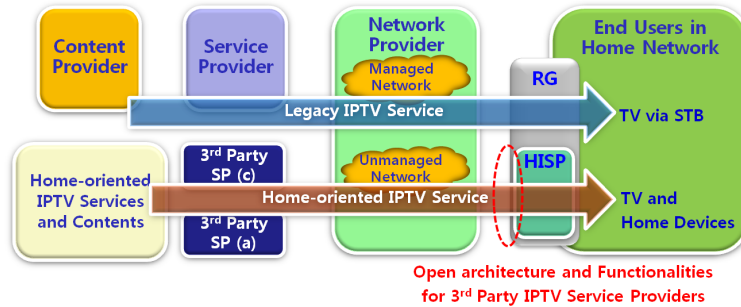 Content
Provider
Service
Provider
Network
Provider
End Users in
Home Network
Managed
Network
RG
Legacy IPTV Service
TV via STB
Home-oriented
IPTV Services
and Contents
3rd Party
SP (c)
3rd Party
SP (a)
Unmanaged
Network
HISP
Home-oriented IPTV Service
TV and
Home Devices
Open architecture and Functionalities
for 3rd Party IPTV Service Providers